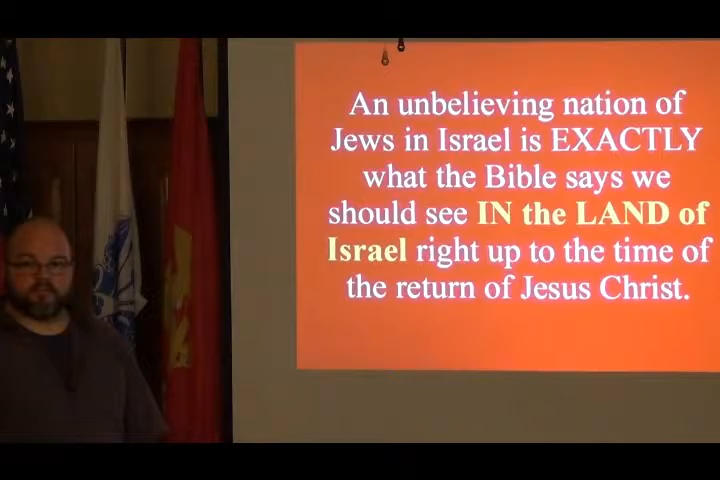 An unbelieving nation of
Jews in Israel is EXACTLY
what the Bible says we
should see IN the LAND of
Israel right up to the time of
the return of Jesus Christ.